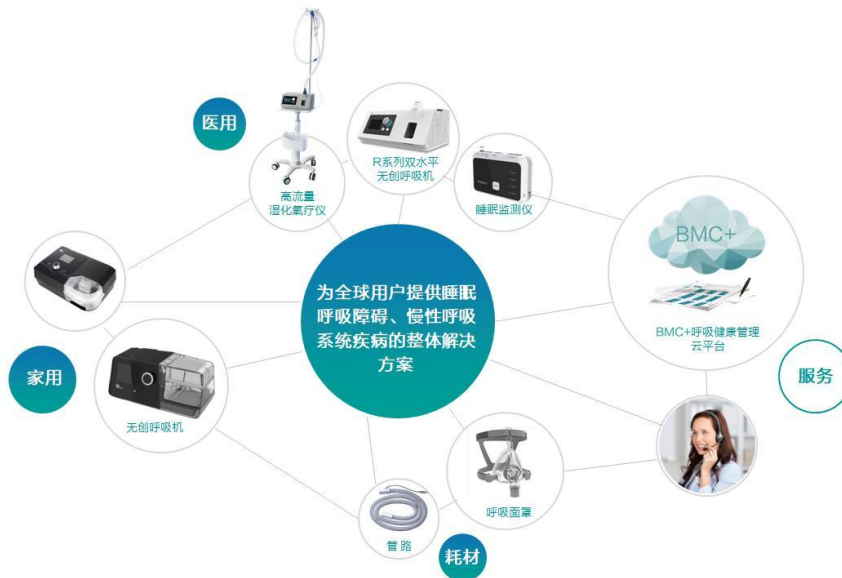 医用
高流量
湿化氧疗仪
R系列双水平
无创呼吸机
睡眠监测仪
BMC+
BMC+呼吸健康管理
云平台
为全球用户提供睡眠
呼吸障碍、慢性呼吸
系统疾病的整体解决
方案
家用
无创呼吸机
服务
呼吸面罩
管路
耗材